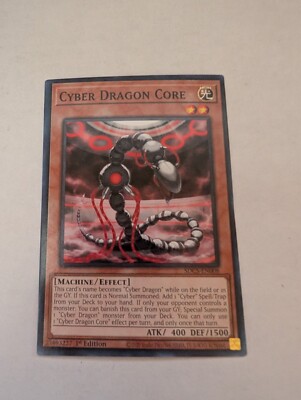 CYBER DRAGON CORE
[MACHINE/EFFECT]
This card's name becomes "Cyber Dragon" while on the field or in
the GY. If this card is Normal Summoned: Add 1 "Cyber" Spell/Trap
from your Deck to your hand. If only your opponent controls a
monster: You can banish this card from your GY; Special Summon
1 "Cyber Dragon" monster from your Deck. You can only use
1 "Cyber Dragon Core" effect per turn, and only once that turn.
ATK/ 400 DEF/1500
1st Edition